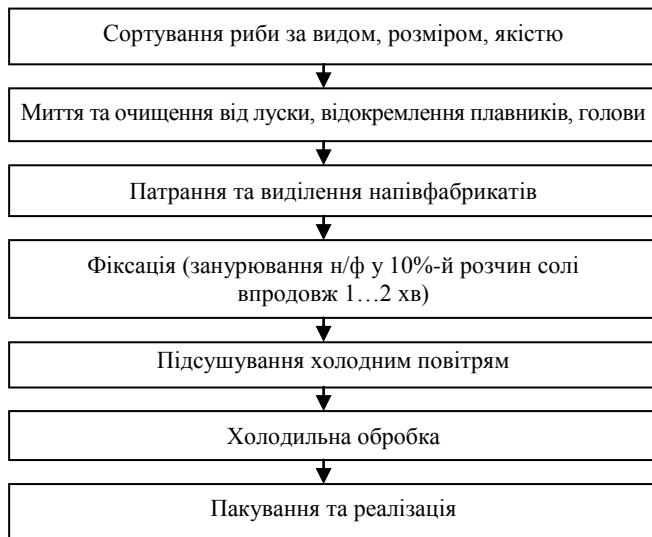 Сортування риби за видом, розміром, якістю
Миття та очищення від луски, відокремлення плавників, голови
Патрання та виділення напівфабрикатів
Фіксація (занурювання н/ф у 10%-й розчин солі
впродовж 1…2 хв)
Підсушування холодним повітрям
Холодильна обробка
Пакування та реалізація